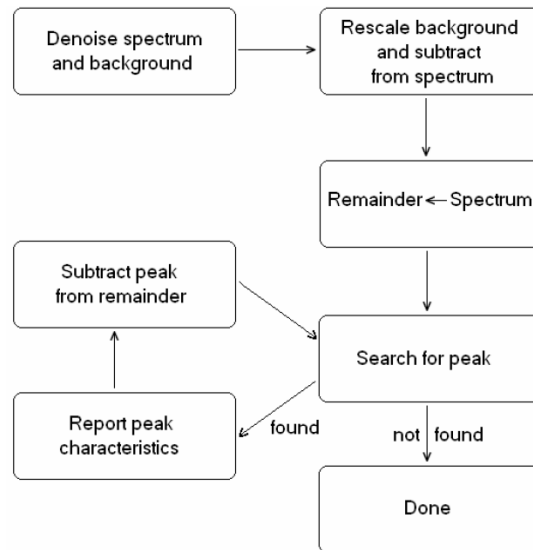 Denoise spectrum
and background
Rescale background
and subtract
from spectrum
Remainder ← Spectrum
Subtract peak
from remainder
Search for peak
Report peak
characteristics
found
not found
Done